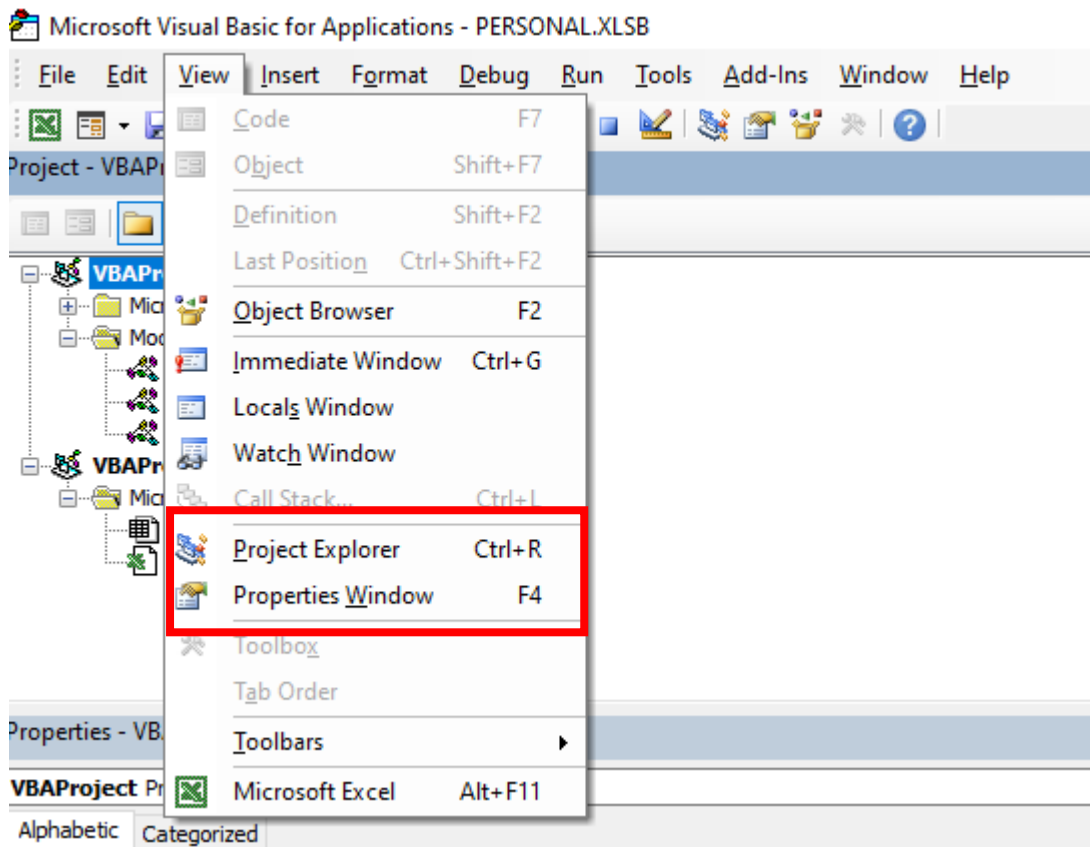 Microsoft Visual Basic for Applications - PERSONAL.XLSB
File Edit View Insert Format Debug Run Tools Add-Ins Window Help
Code F7
Project - VBAPr
Object Shift+F7
Definition Shift+F2
Last Position Ctrl+Shift+F2
VBAPr
Micr
Object Browser F2
Mod
Immediate Window Ctrl+G
Locals Window
Watch Window
VBAPr
Micr
Call Stack... Ctrl+L
Project Explorer Ctrl+R
Properties Window F4
Toolbox
Tab Order
Properties - VB
Toolbars
VBAProject Pr
Microsoft Excel Alt+F11
Alphabetic Categorized